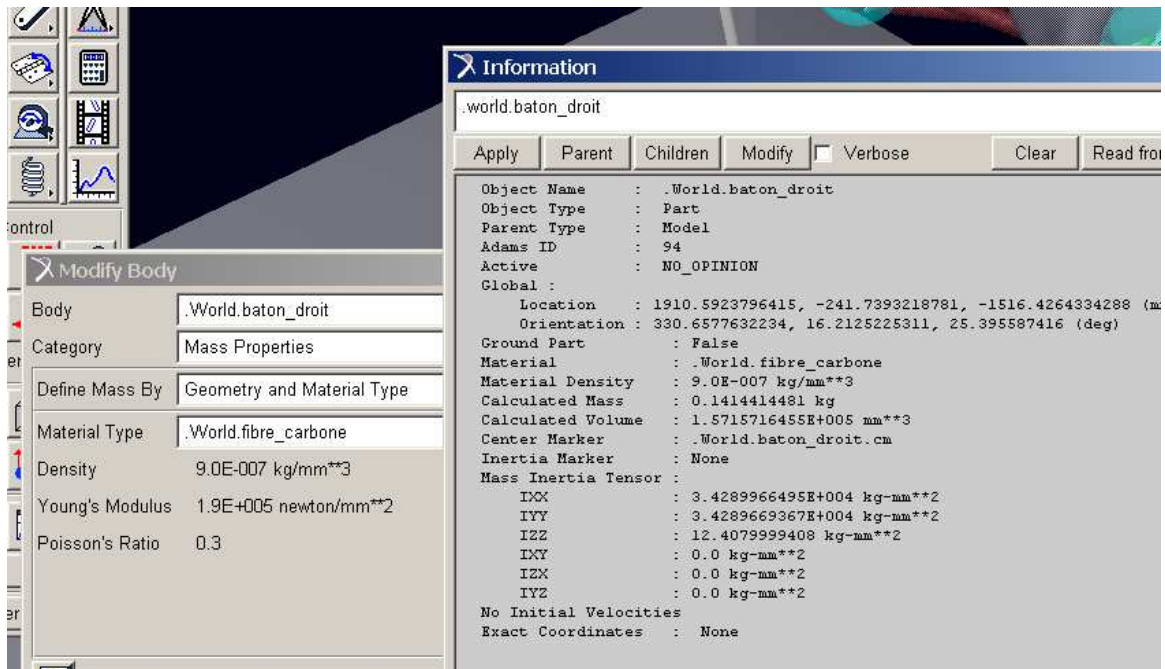 Information
.world.baton_droit
Apply Parent Children Modify Verbose Clear Read
Object Name : .World.baton_droit
Object Type : Part
Parent Type : Model
Adams ID : 94
Active : NO_OPINION
Global :
Location : 1910.5923796415, -241.7393218781, -1516.4264334288
Orientation : 330.6577632234, 16.2125225311, 25.395587416 (deg)
Ground Part : False
Material : .World.fibre_carbone
Material Density : 9.0E-007 kg/mm**3
Calculated Mass : 0.1414414481 kg
Calculated Volume : 1.5715716455E+005 mm**3
Center Marker : .World.baton_droit.cm
Inertia Marker : None
Mass Inertia Tensor :
IXX : 3.4289966495E+004 kg-mm**2
IYY : 3.4289669367E+004 kg-mm**2
IZZ : 12.4079999408 kg-mm**2
IXY : 0.0 kg-mm**2
IZX : 0.0 kg-mm**2
IYZ : 0.0 kg-mm**2
No Initial Velocities
Exact Coordinates : None
ontrol
Modify Body
Body .World.baton_droit
Category Mass Properties
Define Mass By Geometry and Material Type
Material Type .World.fibre_carbone
Density 9.0E-007 kg/mm**3
Young's Modulus 1.9E+005 newton/mm**2
Poisson's Ratio 0.3